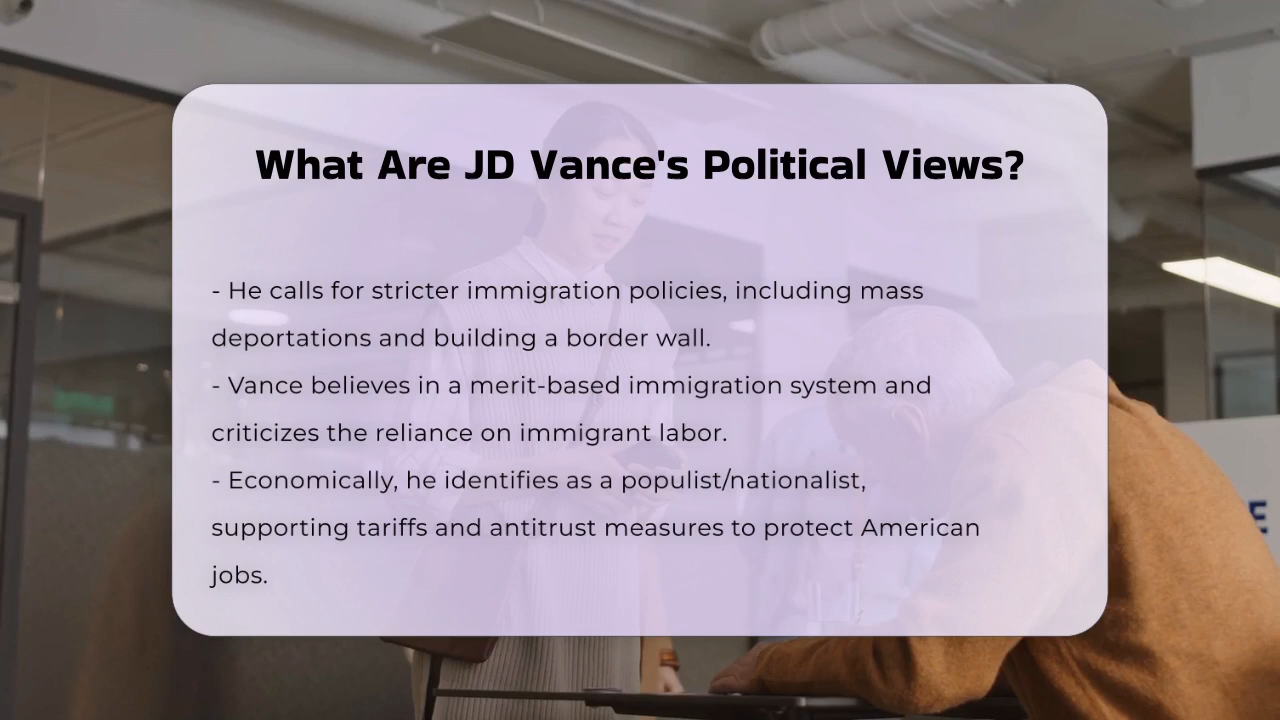 What Are JD Vance's Political Views?
- He calls for stricter immigration policies, including mass
deportations and building a border wall.
- Vance believes in a merit-based immigration system and
criticizes the reliance on immigrant labor.
- Economically, he identifies as a populist/nationalist,
supporting tariffs and antitrust measures to protect American
jobs.